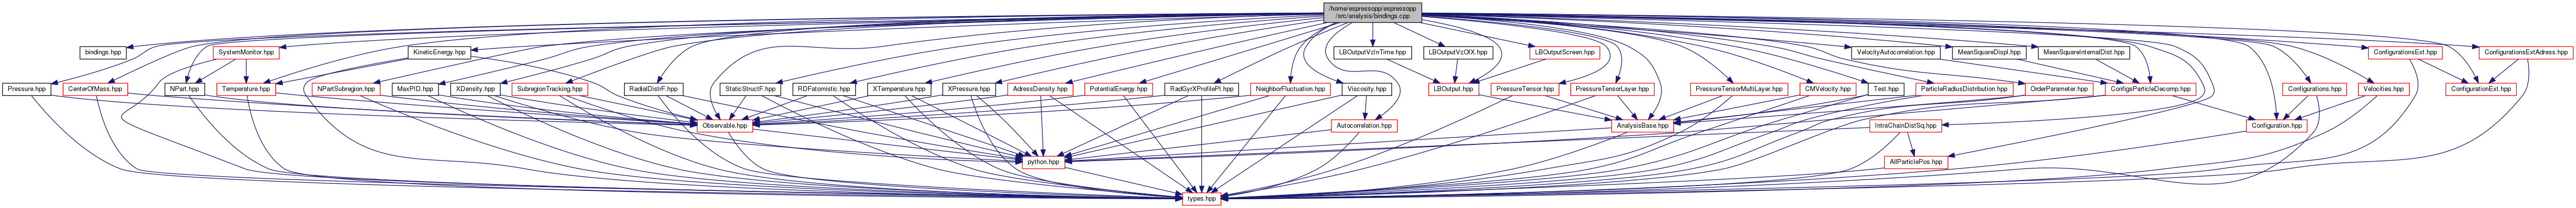 /home/espressopp/espressopp
/src/analysis/bindings.cpp
bindings.hpp
SystemMonitor.hpp
KineticEnergy.hpp
LBOutputVzInTime.hpp
LBOutputVzOfX.hpp
LBOutputScreen.hpp
VelocityAutocorrelation.hpp
MeanSquareDispl.hpp
MeanSquareInternalDist.hpp
ConfigurationsExt.hpp
ConfigurationsExtAdress.hpp
Pressure.hpp
CenterOfMass.hpp
NPart.hpp
Temperature.hpp
NPartSubregion.hpp
MaxPID.hpp
XDensity.hpp
SubregionTracking.hpp
RadialDistrF.hpp
StaticStructF.hpp
RDFatomistic.hpp
XTemperature.hpp
XPressure.hpp
AdressDensity.hpp
PotentialEnergy.hpp
RadGyrXProfilePI.hpp
NeighborFluctuation.hpp
Viscosity.hpp
LBOutput.hpp
PressureTensor.hpp
PressureTensorLayer.hpp
PressureTensorMultiLayer.hpp
CMVelocity.hpp
Test.hpp
ParticleRadiusDistribution.hpp
OrderParameter.hpp
ConfigsParticleDecomp.hpp
Configurations.hpp
Velocities.hpp
ConfigurationExt.hpp
Observable.hpp
Autocorrelation.hpp
AnalysisBase.hpp
IntraChainDistSq.hpp
Configuration.hpp
python.hpp
AllParticlePos.hpp
types.hpp